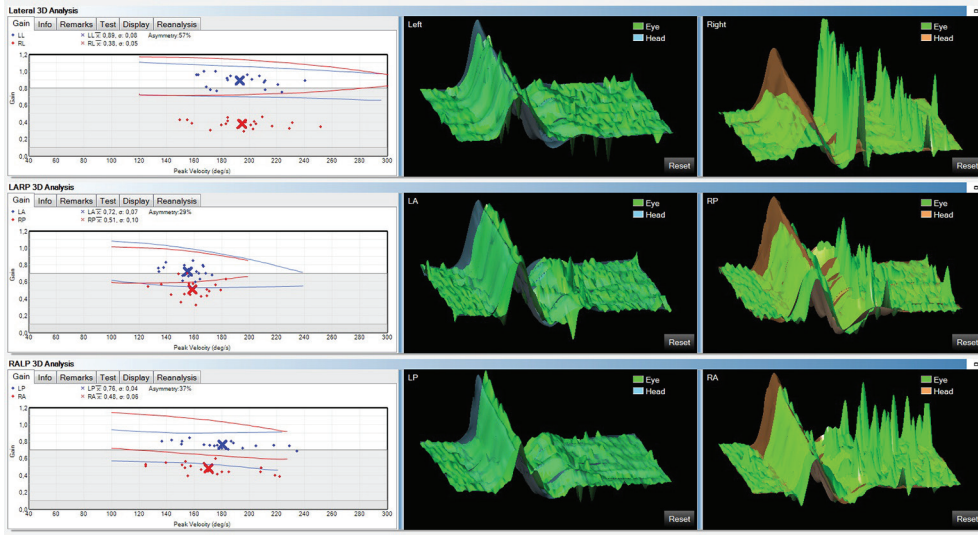 Lateral 3D Analysis
Gain Info Remarks Test Display Reanalysis
LL LL x̄: 0,89, σ: 0,08 Asymmetry:57%
RL RL x̄: 0,38, σ: 0,05
1,2
1,0
0,8
0,6
0,4
0,2
0,0
Gain
40 60 80 100 120 140 160 180 200 220 240 260 280 300
Peak Velocity (deg/s)
Left
Eye
Head
Reset
Right
Eye
Head
Reset
LARP 3D Analysis
Gain Info Remarks Test Display Reanalysis
LA LA x̄: 0,72, σ: 0,07 Asymmetry:29%
RP RP x̄: 0,51, σ: 0,10
1,2
1,0
0,8
0,6
0,4
0,2
0,0
Gain
40 60 80 100 120 140 160 180 200 220 240 260 280 300
Peak Velocity (deg/s)
LA
Eye
Head
Reset
RP
Eye
Head
Reset
RALP 3D Analysis
Gain Info Remarks Test Display Reanalysis
LP LP x̄: 0,76, σ: 0,04 Asymmetry:37%
RA RA x̄: 0,48, σ: 0,06
1,2
1,0
0,8
0,6
0,4
0,2
0,0
Gain
40 60 80 100 120 140 160 180 200 220 240 260 280 300
Peak Velocity (deg/s)
LP
Eye
Head
Reset
RA
Eye
Head
Reset